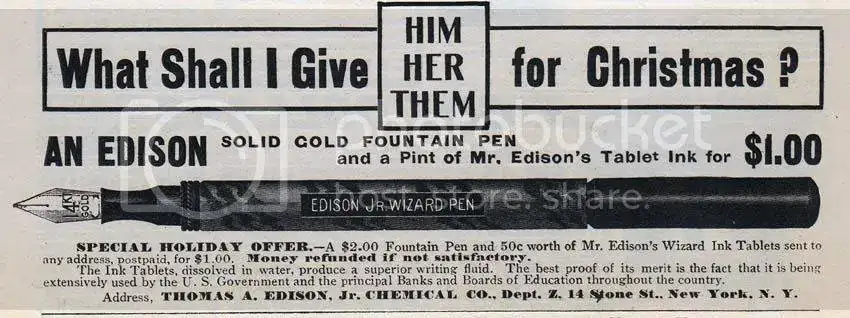 What Shall I Give HIM HER THEM for Christmas ?
AN EDISON SOLID GOLD FOUNTAIN PEN
and a Pint of Mr. Edison's Tablet Ink for $1.00
14K GOLD
EDISON JR. WIZARD PEN
SPECIAL HOLIDAY OFFER.—A $2.00 Fountain Pen and 50c worth of Mr. Edison's Wizard Ink Tablets sent to
any address, postpaid, for $1.00. Money refunded if not satisfactory.
The Ink Tablets, dissolved in water, produce a superior writing fluid. The best proof of its merit is the fact that it is being
extensively used by the U. S. Government and the principal Banks and Boards of Education throughout the country.
Address, THOMAS A. EDISON, Jr. CHEMICAL CO., Dept. Z, 14 Stone St., New York, N. Y.
photobucket
host. store. share.